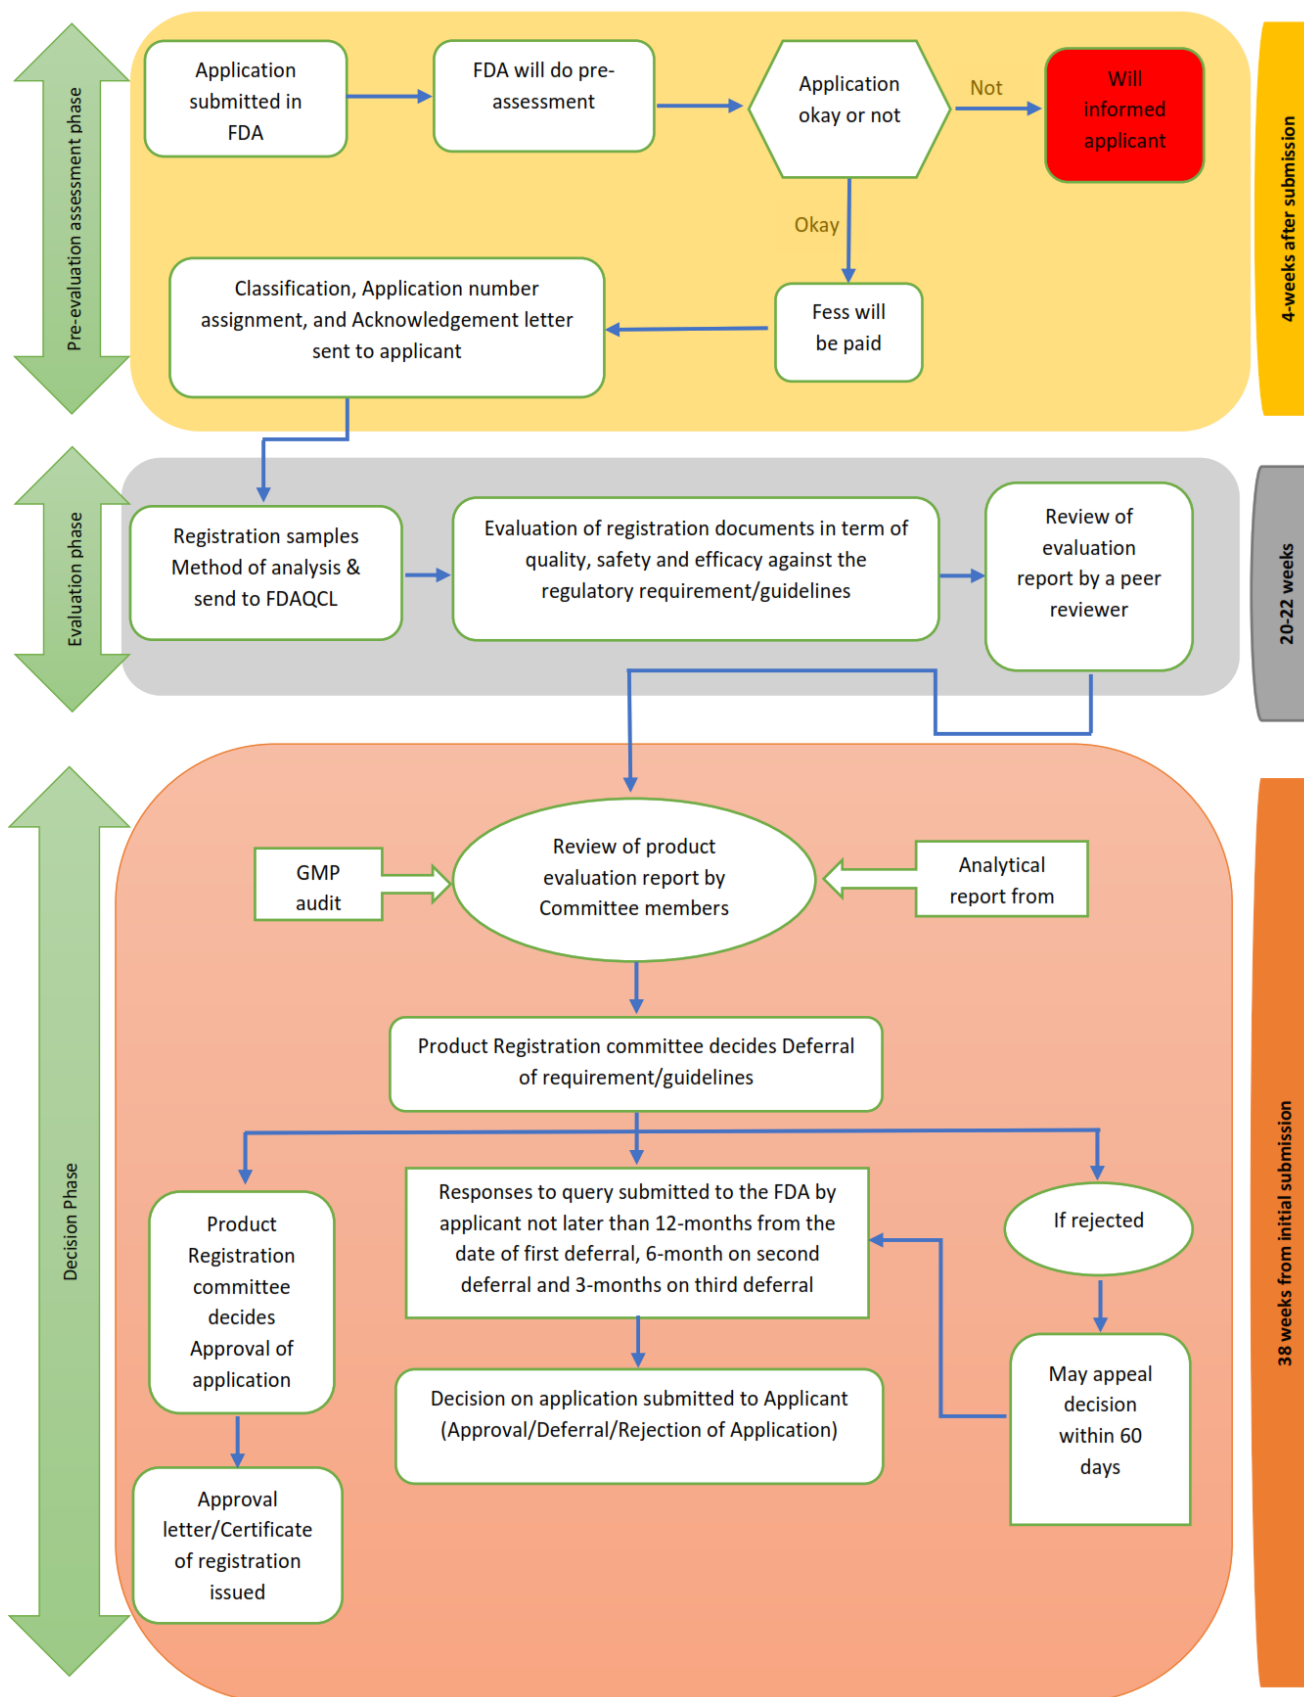 Pre-evaluation assessment phase
Application
submitted in
FDA
FDA will do pre-
assessment
Application
okay or not
Not
Will
informed
applicant
Okay
Fess will
be paid
Classification, Application number
assignment, and Acknowledgement letter
sent to applicant
4-weeks after submission
Evaluation phase
Registration samples
Method of analysis &
send to FDAQCL
Evaluation of registration documents in term of
quality, safety and efficacy against the
regulatory requirement/guidelines
Review of
evaluation
report by a peer
reviewer
20-22 weeks
Decision Phase
GMP
audit
Review of product
evaluation report by
Committee members
Analytical
report from
Product Registration committee decides Deferral
of requirement/guidelines
Product
Registration
committee
decides
Approval of
application
Responses to query submitted to the FDA by
applicant not later than 12-months from the
date of first deferral, 6-month on second
deferral and 3-months on third deferral
If rejected
May appeal
decision
within 60
days
Decision on application submitted to Applicant
(Approval/Deferral/Rejection of Application)
Approval
letter/Certificate
of registration
issued
38 weeks from initial submission